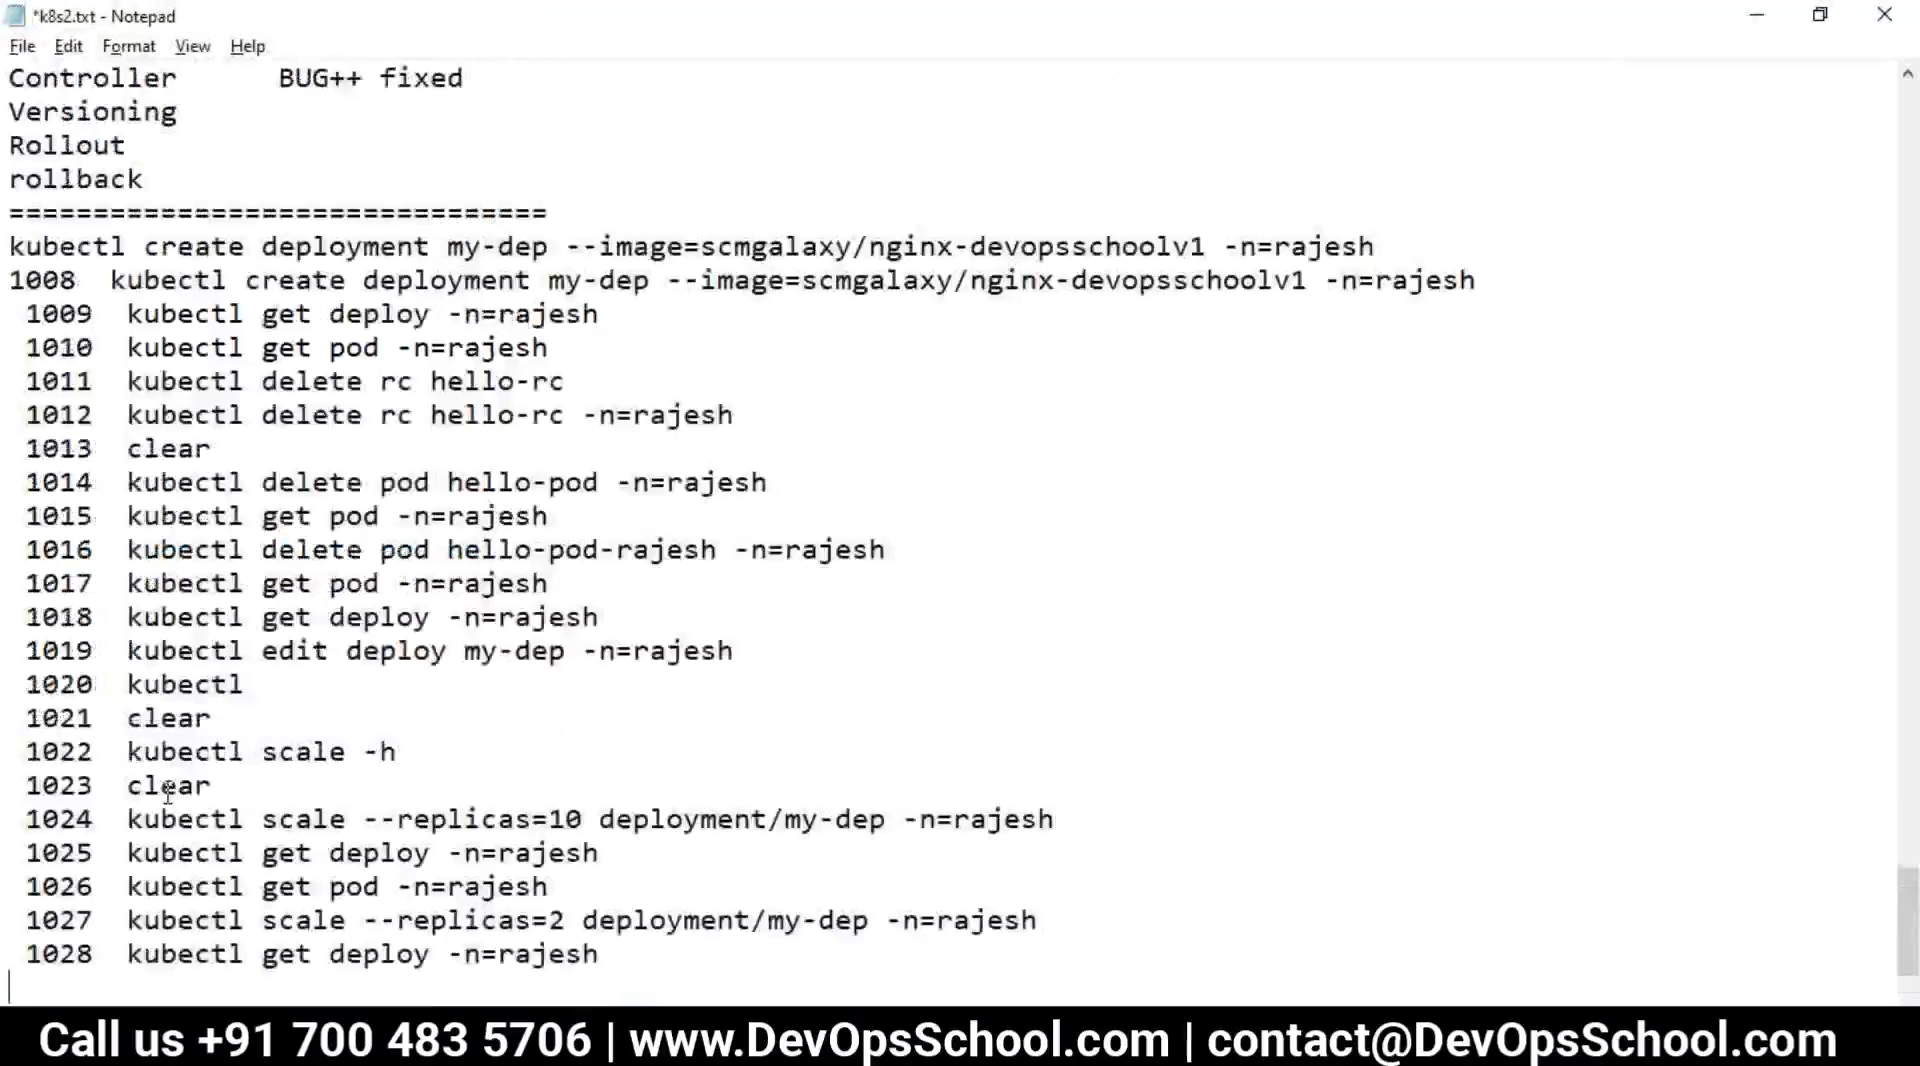 *k8s2.txt - Notepad
File Edit Format View Help
Controller      BUG++ fixed
Versioning
Rollout
rollback
================================
kubectl create deployment my-dep --image=scmgalaxy/nginx-devopsschoolv1 -n=rajesh
1008  kubectl create deployment my-dep --image=scmgalaxy/nginx-devopsschoolv1 -n=rajesh
 1009  kubectl get deploy -n=rajesh
 1010  kubectl get pod -n=rajesh
 1011  kubectl delete rc hello-rc
 1012  kubectl delete rc hello-rc -n=rajesh
 1013  clear
 1014  kubectl delete pod hello-pod -n=rajesh
 1015  kubectl get pod -n=rajesh
 1016  kubectl delete pod hello-pod-rajesh -n=rajesh
 1017  kubectl get pod -n=rajesh
 1018  kubectl get deploy -n=rajesh
 1019  kubectl edit deploy my-dep -n=rajesh
 1020  kubectl
 1021  clear
 1022  kubectl scale -h
 1023  clear
 1024  kubectl scale --replicas=10 deployment/my-dep -n=rajesh
 1025  kubectl get deploy -n=rajesh
 1026  kubectl get pod -n=rajesh
 1027  kubectl scale --replicas=2 deployment/my-dep -n=rajesh
 1028  kubectl get deploy -n=rajesh
Call us +91 700 483 5706 | www.DevOpsSchool.com | contact@DevOpsSchool.com